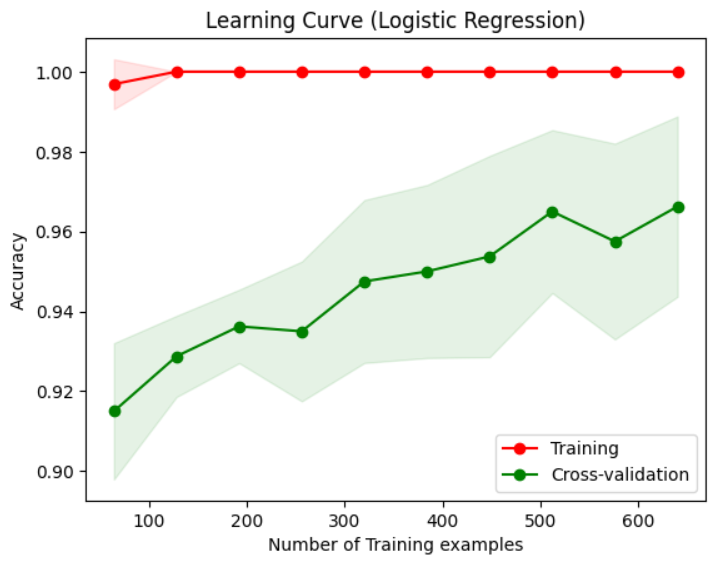 Learning Curve (Logistic Regression)
1.00
0.98
0.96
0.94
0.92
0.90
Accuracy
Training
Cross-validation
100 200 300 400 500 600
Number of Training examples